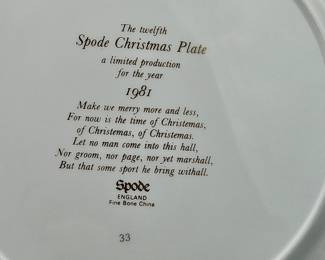 The twelfth
Spode Christmas Plate
a limited production
for the year
1981
Make we merry more and less,
For now is the time of Christmas,
of Christmas, of Christmas.
Let no man come into this hall,
Nor groom, nor page, nor yet marshall,
But that some sport he bring withall.
Spode
ENGLAND
Fine Bone China
33